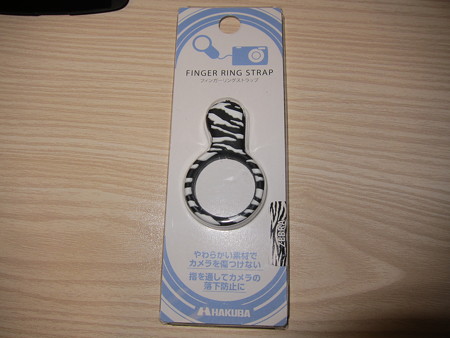 FINGER RING STRAP
フィンガーリングストラップ
やわらかい素材で
カメラを傷つけない
指を通してカメラの
落下防止に
HAKUBA